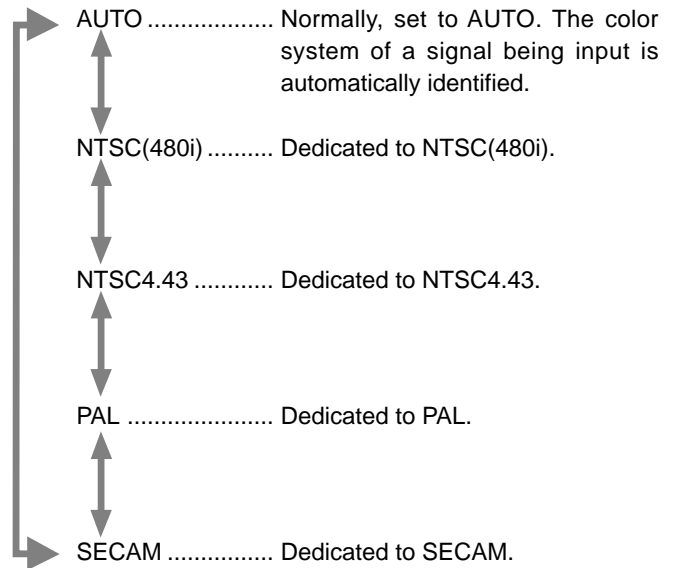 AUTO ................... Normally, set to AUTO. The color
system of a signal being input is
automatically identified.
NTSC(480i) .......... Dedicated to NTSC(480i).
NTSC4.43 ............ Dedicated to NTSC4.43.
PAL ...................... Dedicated to PAL.
SECAM ................ Dedicated to SECAM.